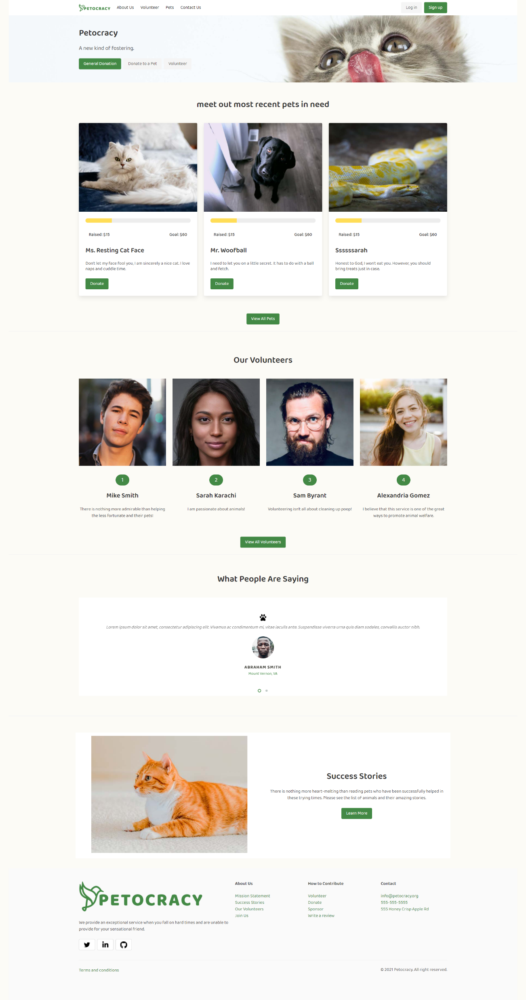 PETOCRACY About Us Volunteer Pets Contact Us Log in Sign up
Petocracy
A new kind of fostering.
General Donation Donate to a Pet Volunteer
meet out most recent pets in need
Raised: $15 Goal: $60
Ms. Resting Cat Face
Don't let my face fool you, I am sincerely a nice cat. I love
naps and cuddle time.
Donate
Raised: $15 Goal: $60
Mr. Woofball
I need to let you on a little secret. It has to do with a ball
and fetch.
Donate
Raised: $15 Goal: $60
Sssssssarah
Honest to God, I won't eat you. However, you should
bring treats just in case.
Donate
View All Pets
Our Volunteers
1
Mike Smith
There is nothing more admirable than helping
the less fortunate and their pets!
2
Sarah Karachi
I am passionate about animals!
3
Sam Byrant
Volunteering isn't all about cleaning up poop!
4
Alexandria Gomez
I believe that this service is one of the great
ways to promote animal welfare.
View All Volunteers
What People Are Saying
Lorem ipsum dolor sit amet, consectetur adipiscing elit. Vivamus ac condimentum mi, vitae iaculis ante. Suspendisse viverra urna quis diam sodales, convallis auctor nibh.
ABRAHAM SMITH
Mount Vernon, VA
Success Stories
There is nothing more heart-melting than reading pets who have been successfully helped in
these trying times. Please see the list of animals and their amazing stories.
Learn More
PETOCRACY
We provide an exceptional service when you fall on hard times and are unable to
provide for your sensational friend.
About Us
Mission Statement
Success Stories
Our Volunteers
Join Us
How to Contribute
Volunteer
Donate
Sponsor
Write a review
Contact
info@petocracy.org
555-555-5555
555 Honey Crisp Apple Rd
Terms and conditions
© 2021 Petocracy. All right reserved.